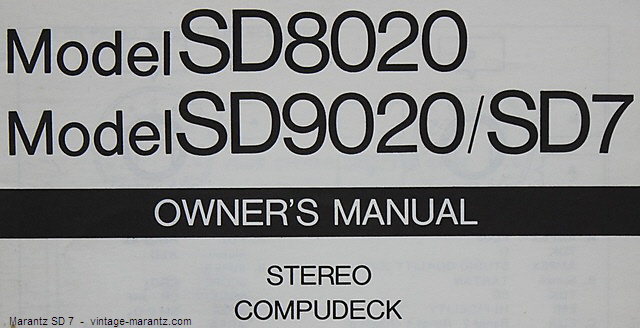 Model SD8020
Model SD9020/SD7
OWNER'S MANUAL
STEREO
COMPUDECK
Marantz SD 7 - vintage-marantz.com